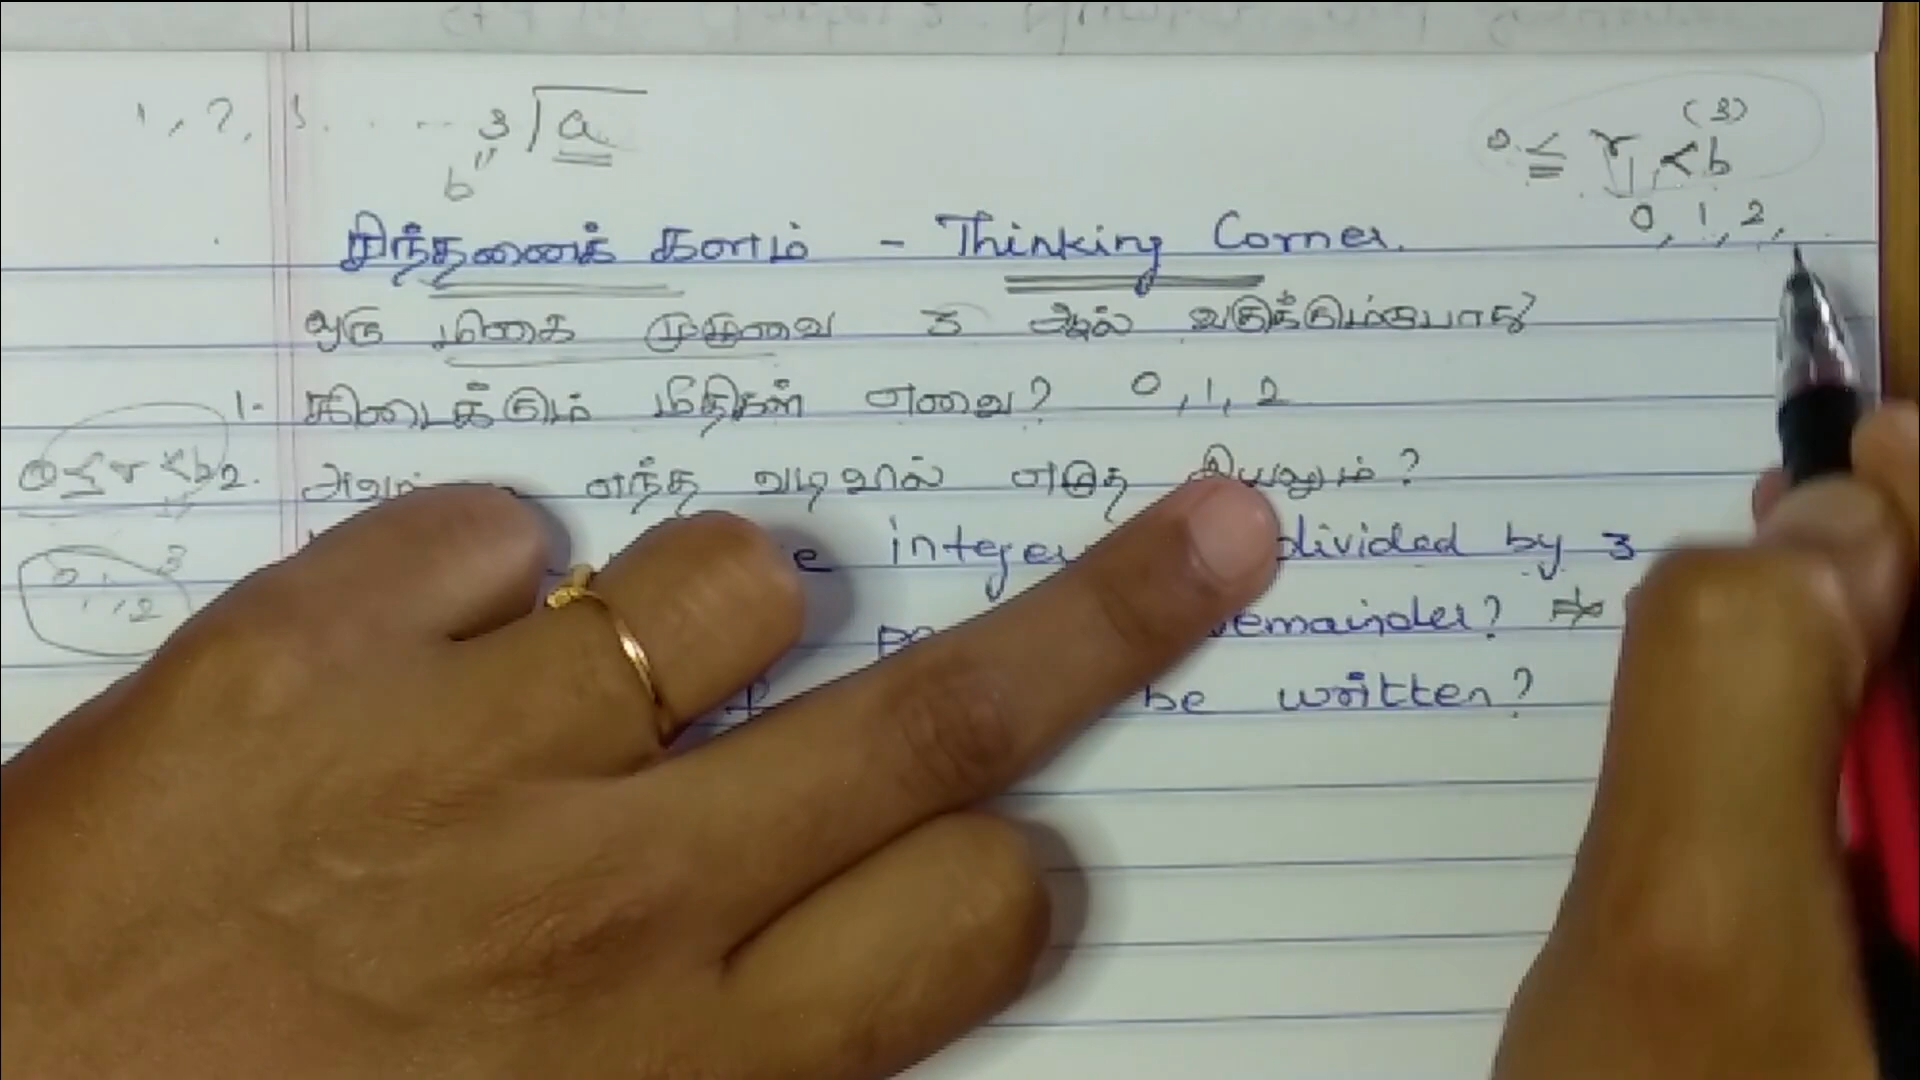 1, 2, 3 . . . . . 3 a
b
(3)
0 ≤ r < b
0, 1, 2,
சிந்தனைக் களம் - Thinking Corner.
ஒரு மிகை முழுவை 3 ஆல் வகுக்கும்போது?
1. கிடைக்கும் மீதிகள் எவை? 0, 1, 2
0 ≤ r < b
2. எந்த வடிவில் எழுத இயலும்?
3
0, 1, 2
integer divided by 3
remainder?
be written?